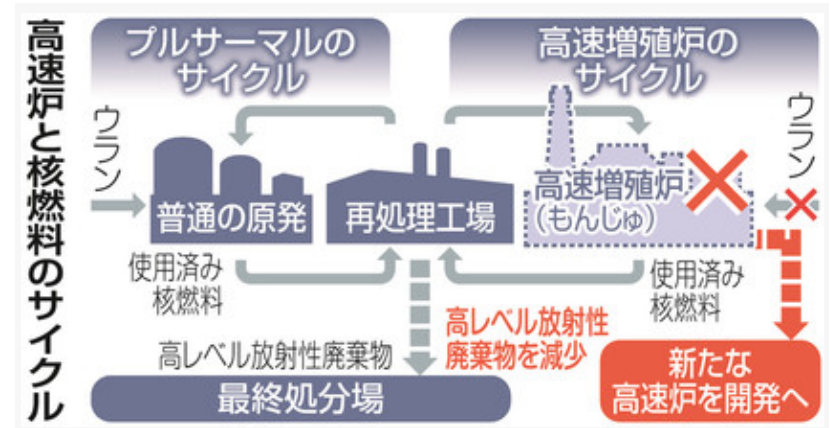 高速炉と核燃料のサイクル
プルサーマルの
サイクル
高速増殖炉の
サイクル
ウラン
普通の原発
再処理工場
高速増殖炉
(もんじゅ)
ウラン
使用済み
核燃料
使用済み
核燃料
高レベル放射性廃棄物
高レベル放射性
廃棄物を減少
最終処分場
新たな
高速炉を開発へ